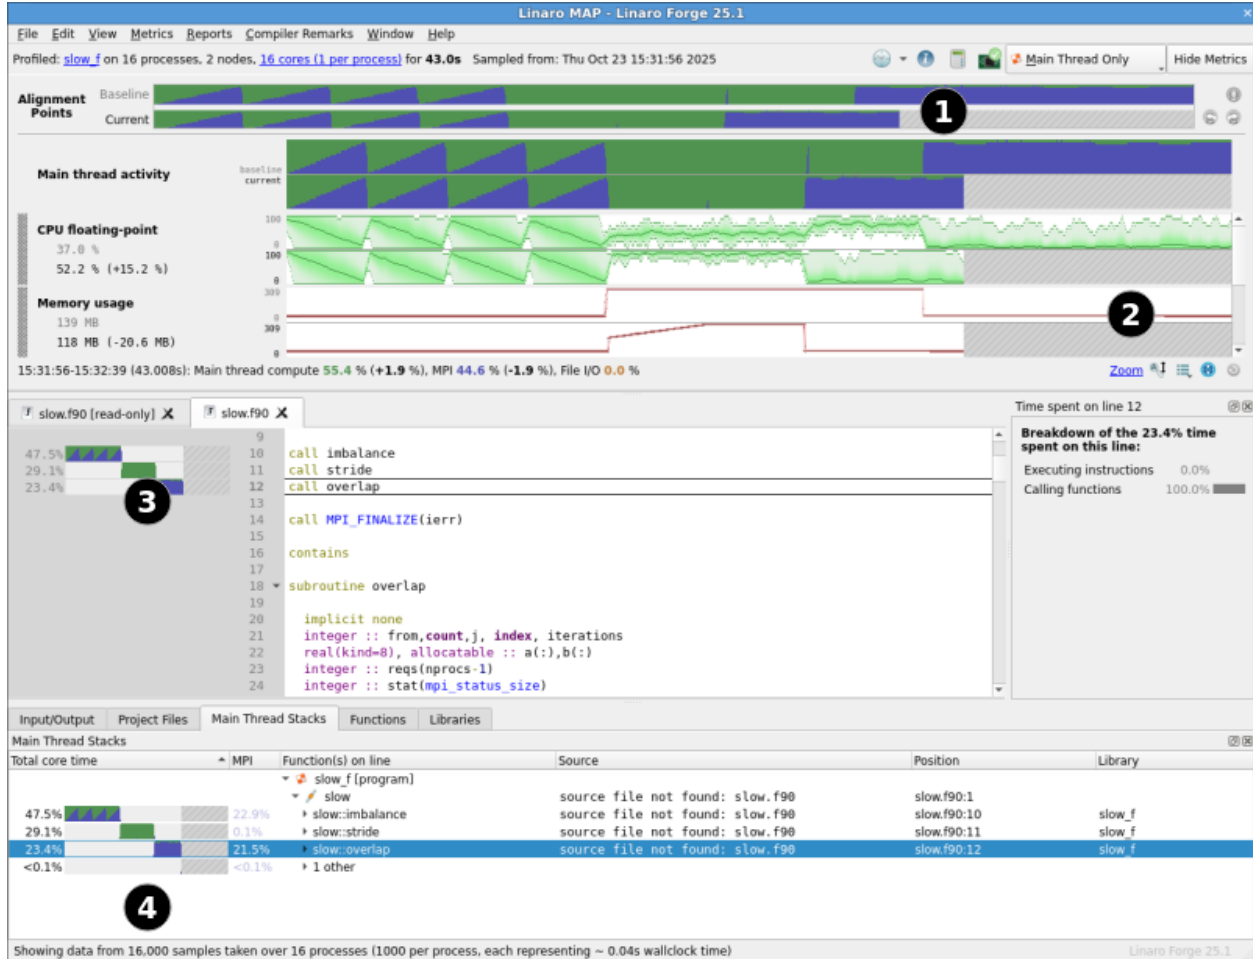 Linaro MAP - Linaro Forge 25.1
File Edit View Metrics Reports Compiler Remarks Window Help
Profiled: slow_f on 16 processes, 2 nodes, 16 cores (1 per process) for 43.0s Sampled from: Thu Oct 23 15:31:56 2025 Main Thread Only Hide Metrics
Alignment Points
Baseline
Current
1
Main thread activity
baseline
current
CPU floating-point
37.0 %
52.2 % (+15.2 %)
100
0
100
0
Memory usage
139 MB
118 MB (-20.6 MB)
309
0
309
0
2
15:31:56-15:32:39 (43.008s): Main thread compute 55.4 % (+1.9 %), MPI 44.6 % (-1.9 %), File I/O 0.0 % Zoom
slow.f90 [read-only] slow.f90
Time spent on line 12
9
47.5% 10 call imbalance
29.1% 11 call stride
23.4% 12 call overlap
13
14 call MPI_FINALIZE(ierr)
15
16 contains
17
18 subroutine overlap
19
20 implicit none
21 integer :: from,count,j, index, iterations
22 real(kind=8), allocatable :: a(:),b(:)
23 integer :: reqs(nprocs-1)
24 integer :: stat(mpi_status_size)
3
Breakdown of the 23.4% time spent on this line:
Executing instructions 0.0%
Calling functions 100.0%
Input/Output Project Files Main Thread Stacks Functions Libraries
Main Thread Stacks
Total core time MPI Function(s) on line Source Position Library
slow_f [program]
slow source file not found: slow.f90 slow.f90:1
47.5% 22.9% slow::imbalance source file not found: slow.f90 slow.f90:10 slow_f
29.1% 0.1% slow::stride source file not found: slow.f90 slow.f90:11 slow_f
23.4% 21.5% slow::overlap source file not found: slow.f90 slow.f90:12 slow_f
<0.1% <0.1% 1 other
4
Showing data from 16,000 samples taken over 16 processes (1000 per process, each representing ~ 0.04s wallclock time) Linaro Forge 25.1